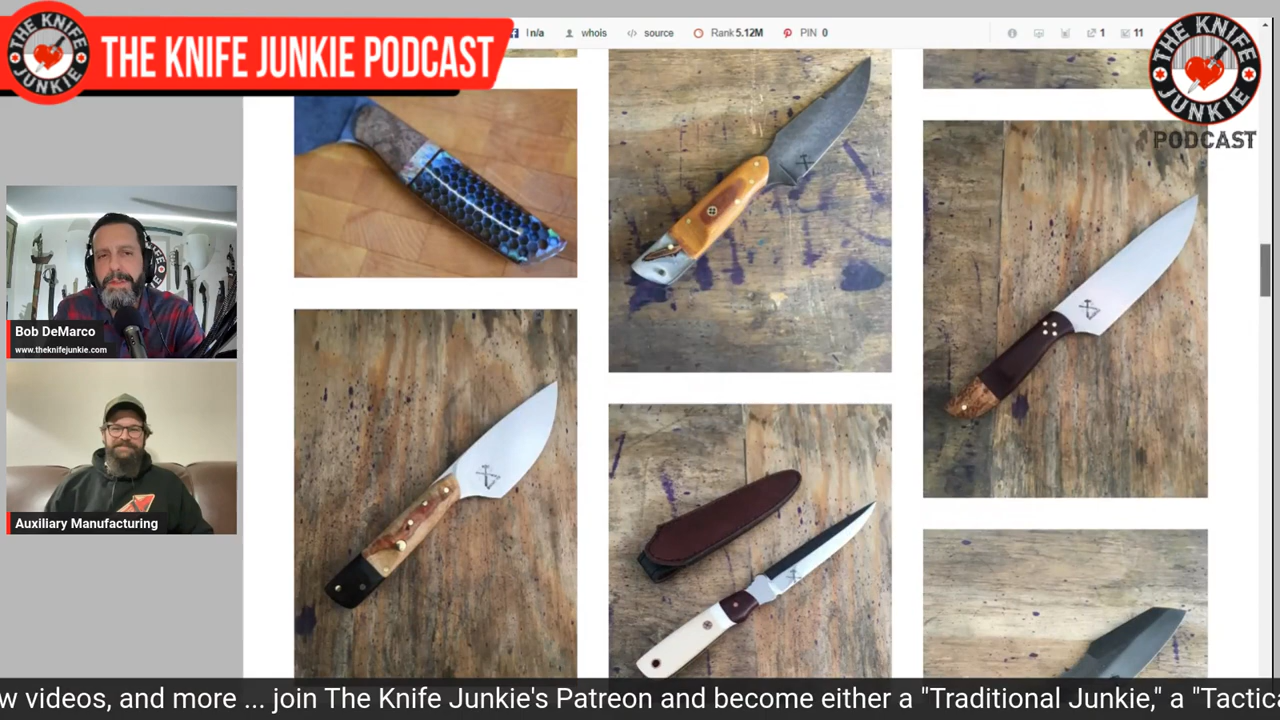 THE KNIFE JUNKIE
THE KNIFE JUNKIE PODCAST
n/a
whois
source
Rank 5.12M
PIN 0
1
11
THE KNIFE JUNKIE
PODCAST
Bob DeMarco
www.theknifejunkie.com
Auxiliary Manufacturing
w videos, and more ... join The Knife Junkie's Patreon and become either a "Traditional Junkie," a "Tactica